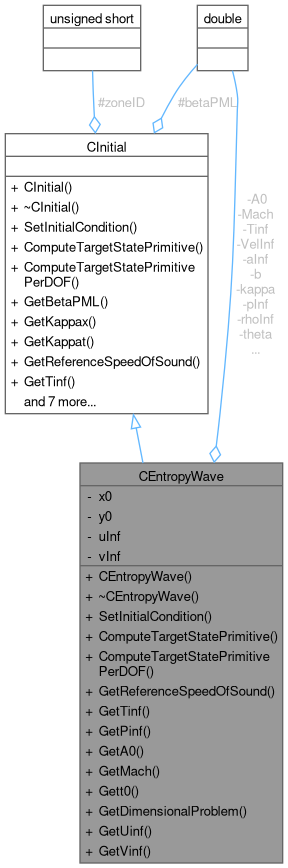 unsigned short
double
#zoneID
#betaPML
CInitial
+ CInitial()
+ ~CInitial()
+ SetInitialCondition()
+ ComputeTargetStatePrimitive()
+ ComputeTargetStatePrimitive
PerDOF()
+ GetBetaPML()
+ GetKappax()
+ GetKappat()
+ GetReferenceSpeedOfSound()
+ GetTinf()
and 7 more...
-A0
-Mach
-Tinf
-VelInf
-aInf
-b
-kappa
-pInf
-rhoInf
-theta
...
CEntropyWave
- x0
- y0
- uInf
- vInf
+ CEntropyWave()
+ ~CEntropyWave()
+ SetInitialCondition()
+ ComputeTargetStatePrimitive()
+ ComputeTargetStatePrimitive
PerDOF()
+ GetReferenceSpeedOfSound()
+ GetTinf()
+ GetPinf()
+ GetA0()
+ GetMach()
+ Gett0()
+ GetDimensionalProblem()
+ GetUinf()
+ GetVinf()